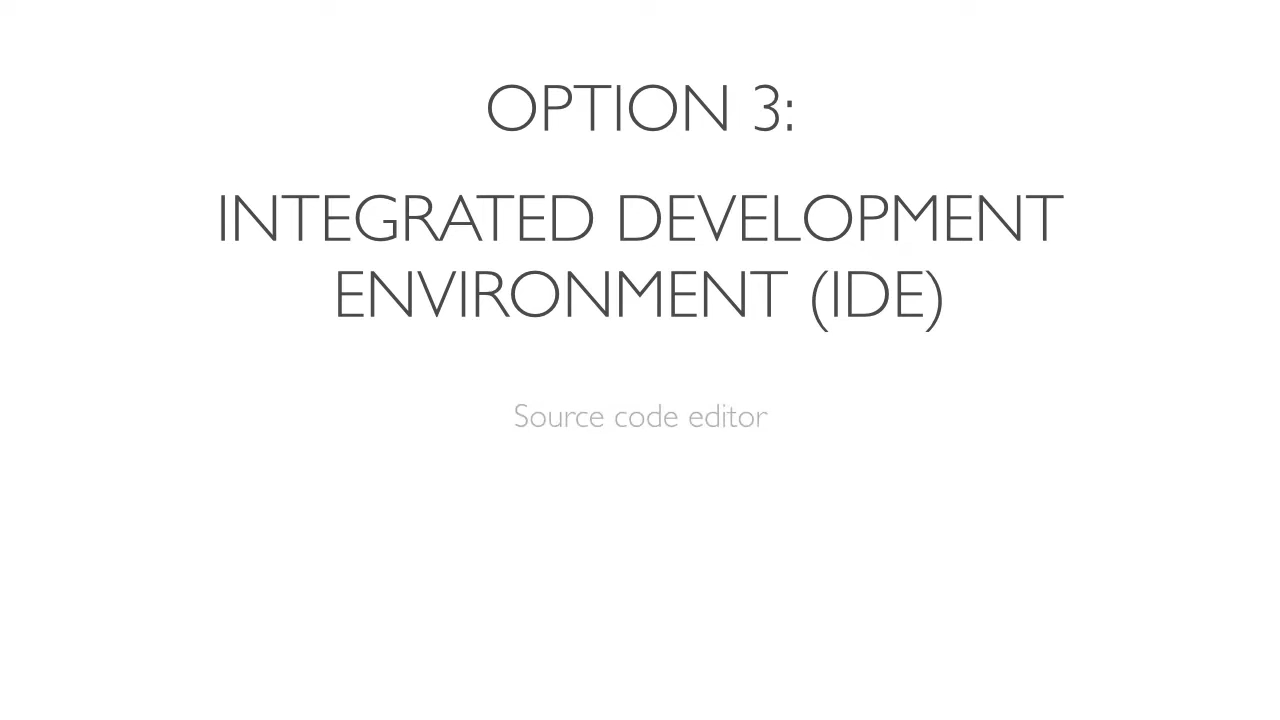 OPTION 3:
INTEGRATED DEVELOPMENT
ENVIRONMENT (IDE)
Source code editor